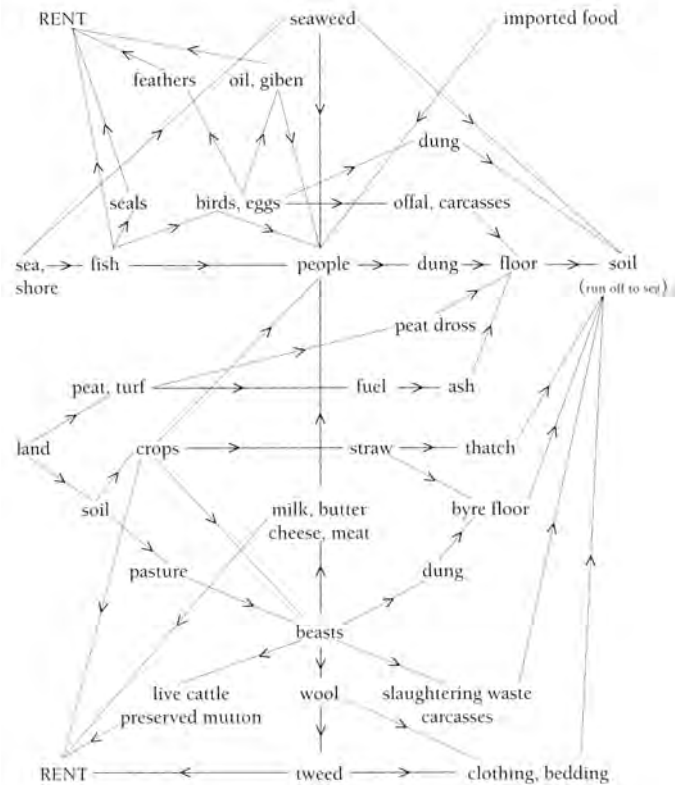 RENT
seaweed
imported food
feathers
oil, giben
dung
seals
birds, eggs
offal, carcasses
sea,
shore
fish
people
dung
floor
soil
(run off to sea)
peat dross
peat, turf
fuel
ash
land
crops
straw
thatch
soil
milk, butter
cheese, meat
byre floor
pasture
dung
beasts
live cattle
preserved mutton
wool
slaughtering waste
carcasses
RENT
tweed
clothing, bedding